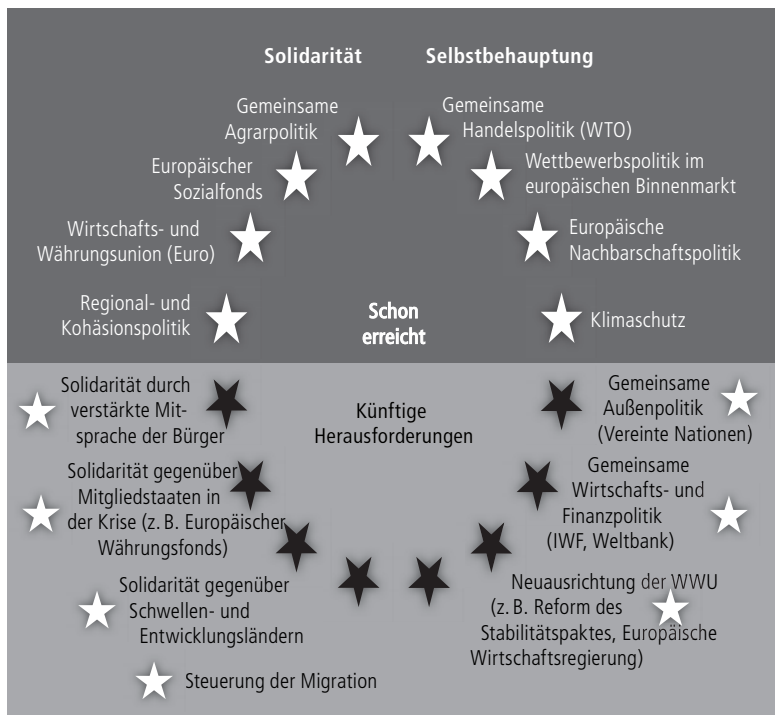 Solidarität
Selbstbehauptung
Gemeinsame
Agrarpolitik
Gemeinsame
Handelspolitik (WTO)
Europäischer
Sozialfonds
Wettbewerbspolitik im
europäischen Binnenmarkt
Wirtschafts- und
Währungsunion (Euro)
Europäische
Nachbarschaftspolitik
Regional- und
Kohäsionspolitik
Schon
erreicht
Klimaschutz
Solidarität durch
verstärkte Mit-
sprache der Bürger
Künftige
Herausforderungen
Gemeinsame
Außenpolitik
(Vereinte Nationen)
Solidarität gegenüber
Mitgliedstaaten in
der Krise (z. B. Europäischer
Währungsfonds)
Gemeinsame
Wirtschafts- und
Finanzpolitik
(IWF, Weltbank)
Solidarität gegenüber
Schwellen- und
Entwicklungsländern
Neuausrichtung der WWU
(z. B. Reform des
Stabilitätspaktes, Europäische
Wirtschaftsregierung)
Steuerung der Migration